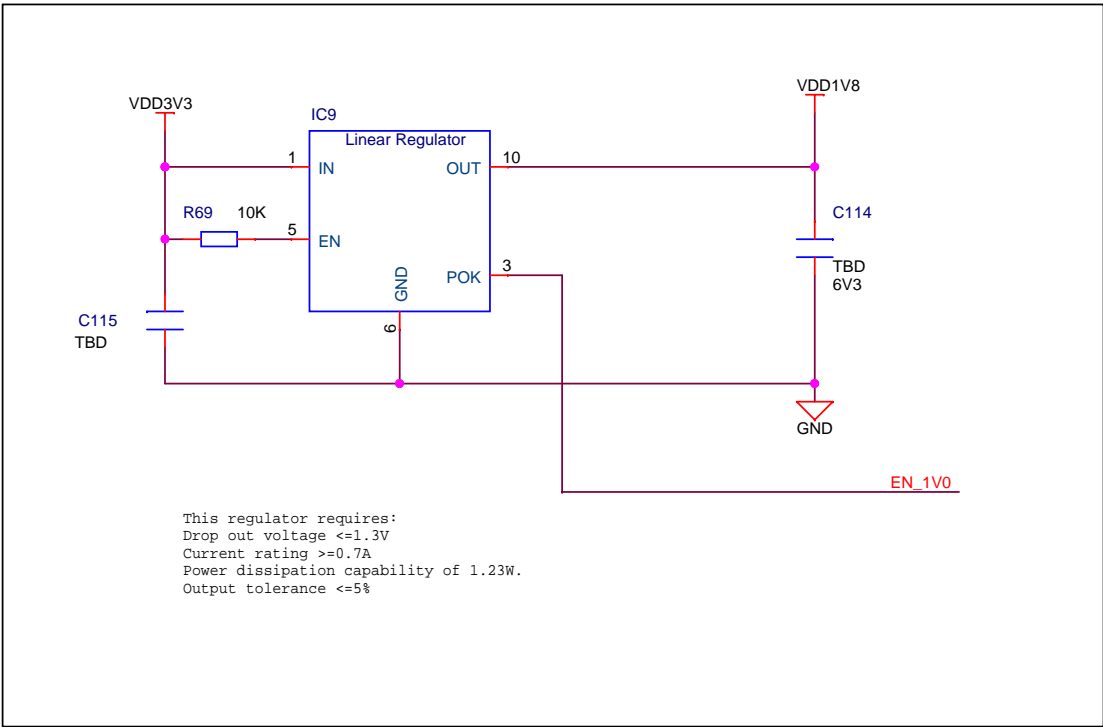 VDD3V3
VDD1V8
IC9
Linear Regulator
1
IN
OUT
10
R69 10K
5
EN
GND
POK
3
6
C114
TBD
6V3
C115
TBD
GND
EN_1V0
This regulator requires:
Drop out voltage <=1.3V
Current rating >=0.7A
Power dissipation capability of 1.23W.
Output tolerance <=5%